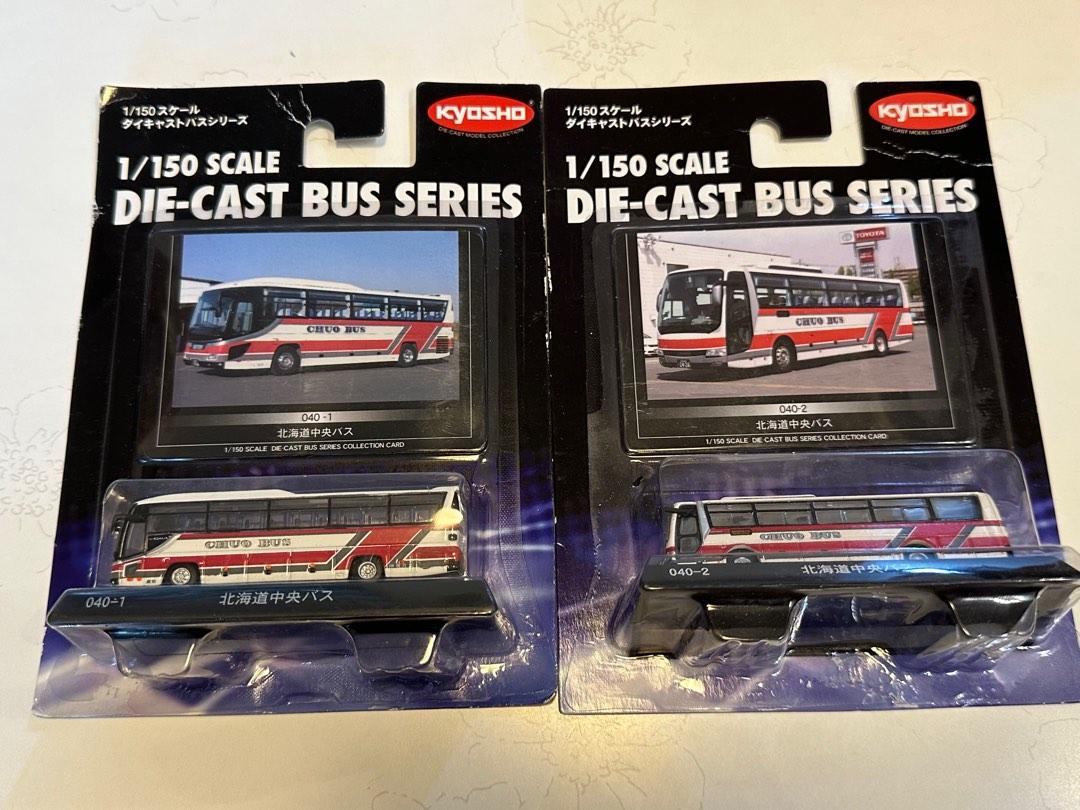 1/150スケール
ダイキャストバスシリーズ
KYOSHO
DIE-CAST MODEL COLLECTION
1/150 SCALE
DIE-CAST BUS SERIES
CHUO BUS
040-1
北海道中央バス
1/150 SCALE DIE-CAST BUS SERIES COLLECTION CARD
CHUO BUS
040-1
北海道中央バス
1/150スケール
ダイキャストバスシリーズ
KYOSHO
DIE-CAST MODEL COLLECTION
1/150 SCALE
DIE-CAST BUS SERIES
TOYOTA
CHUO BUS
040-2
北海道中央バス
1/150 SCALE DIE CAST BUS SERIES COLLECTION CARD
CHUO BUS
040-2
北海道中央バス